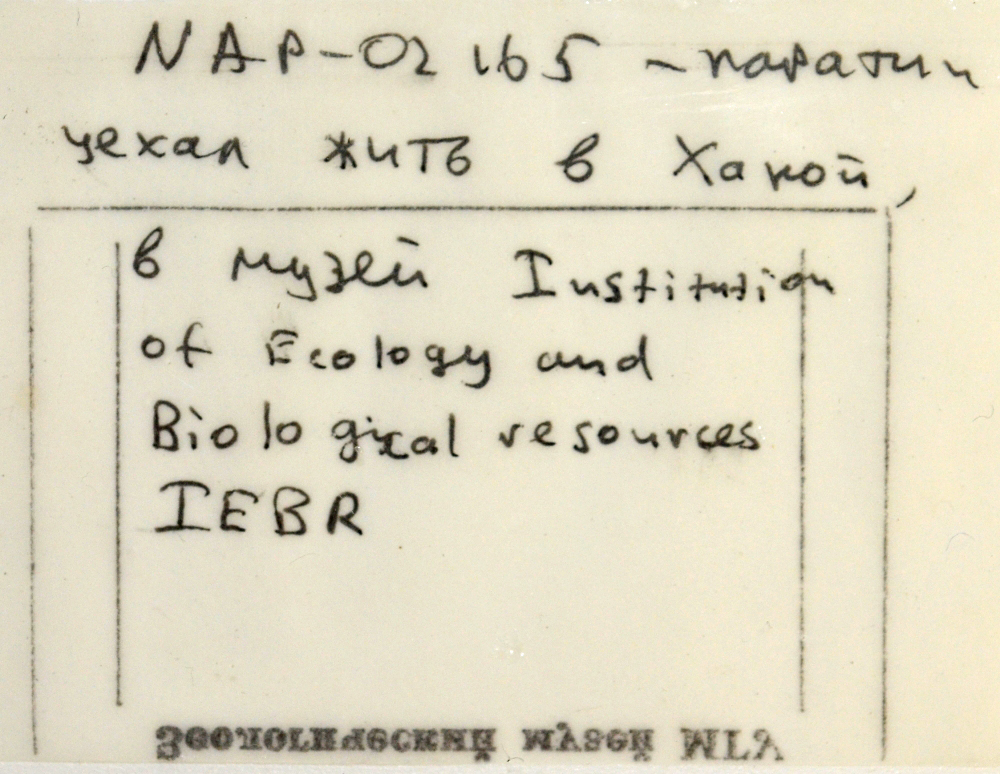 NAP-02165 - паратип
уехал жить в Ханой,
в музей Institution
of Ecology and
Biological resources
IEBR
Зоологический музей МГУ